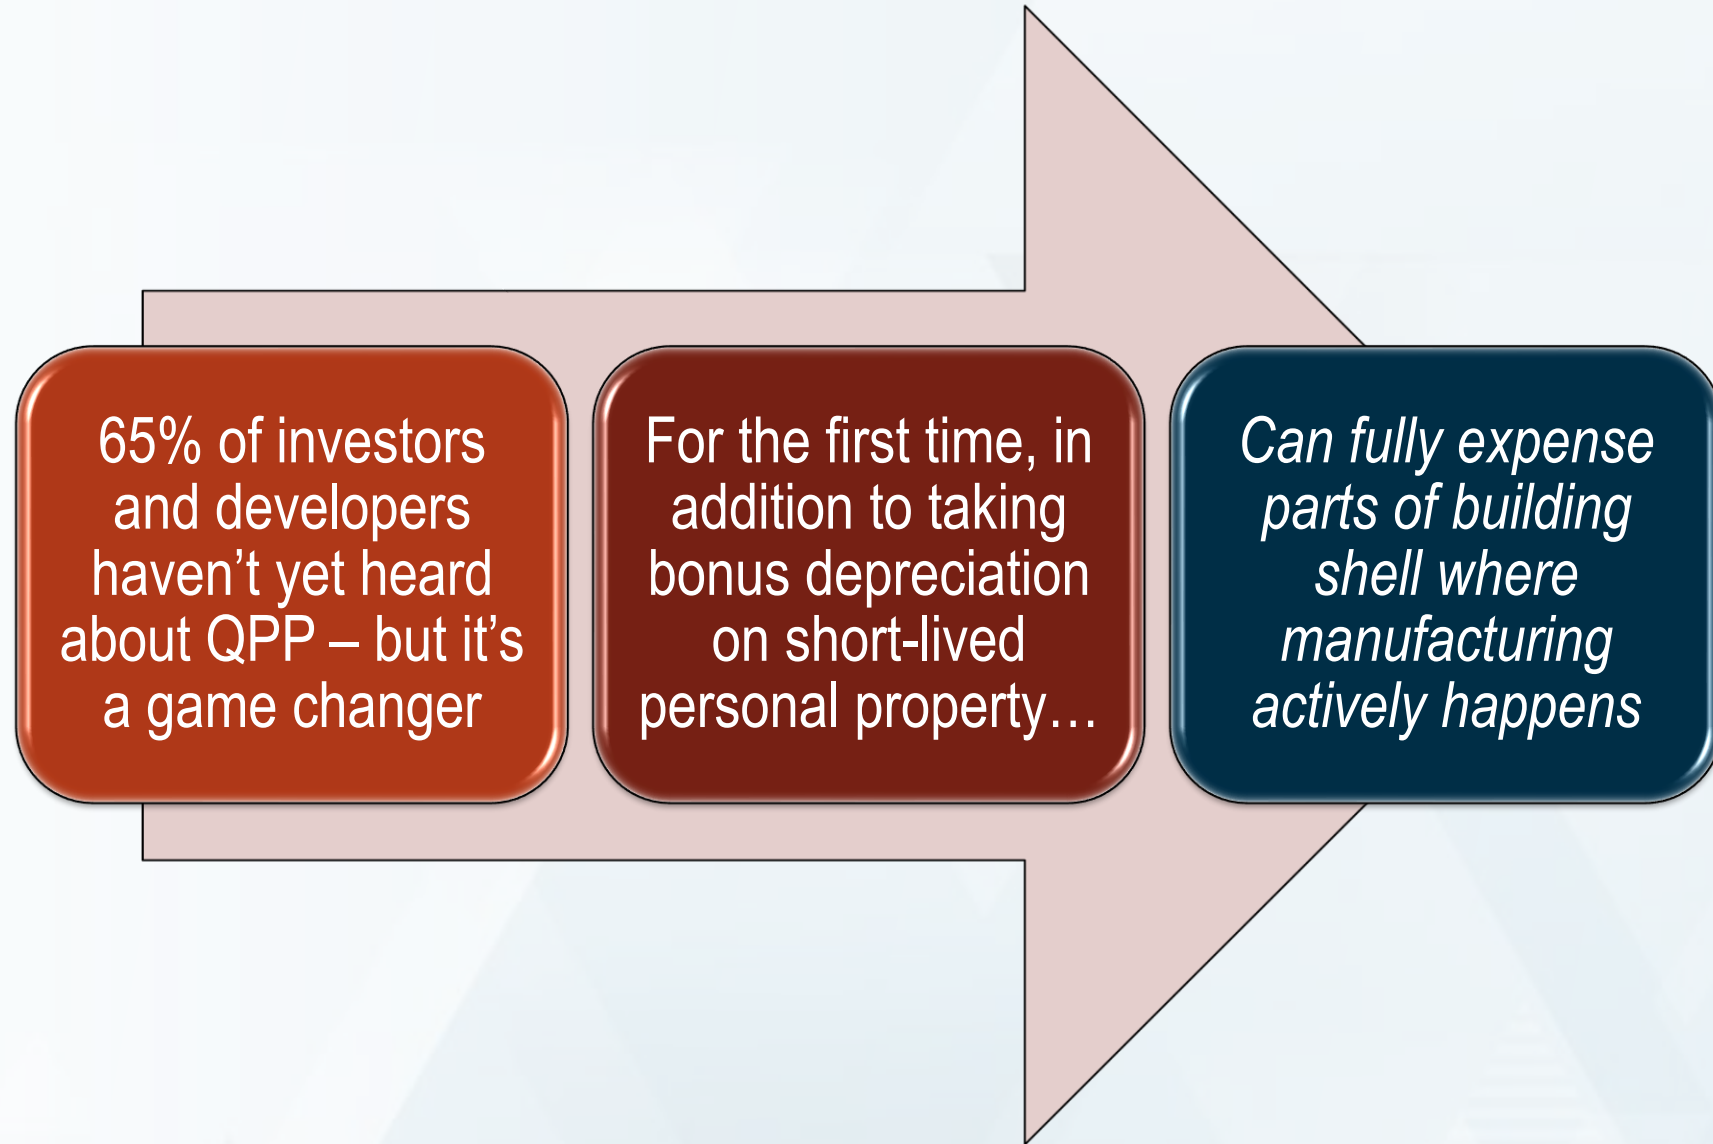 65% of investors
and developers
haven’t yet heard
about QPP – but it’s
a game changer
For the first time, in
addition to taking
bonus depreciation
on short-lived
personal property…
Can fully expense
parts of building
shell where
manufacturing
actively happens